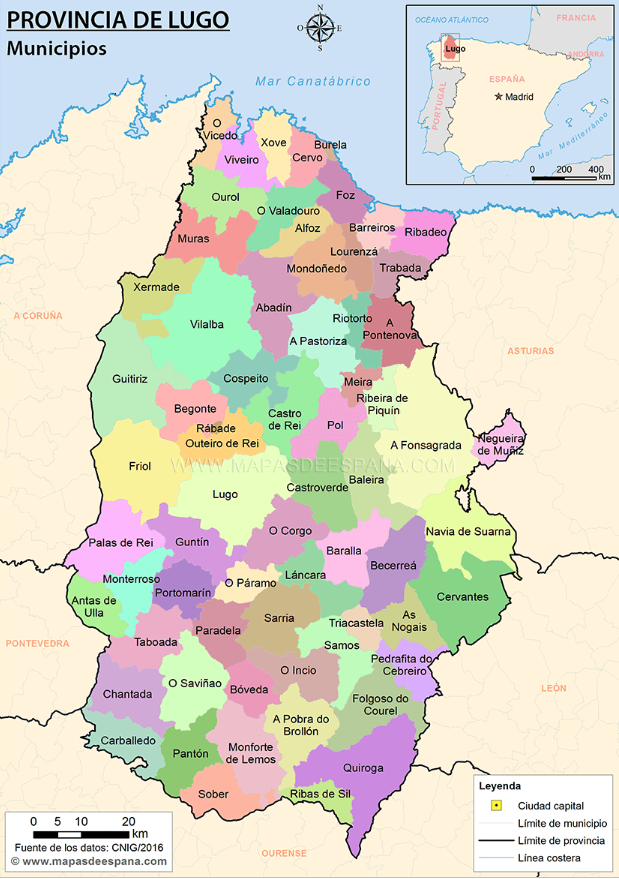 PROVINCIA DE LUGO
Municipios
N
O
E
S
OCÉANO ATLÁNTICO
FRANCIA
ANDORRA
Lugo
ESPAÑA
PORTUGAL
Madrid
Mar Mediterráneo
0 200 400
km
Mar Canatábrico
O
Vicedo
Viveiro
Xove
Burela
Cervo
Ourol
O Valadouro
Foz
Alfoz
Barreiros
Ribadeo
Muras
Lourenzá
Mondoñedo
Trabada
Xermade
Abadín
Vilalba
Riotorto
A
Pontenova
A Pastoriza
A CORUÑA
ASTURIAS
Guitiriz
Cospeito
Meira
Ribeira de
Piquín
Begonte
Castro
de Rei
Rábade
Outeiro de Rei
Pol
A Fonsagrada
Negueira
de Muñiz
Friol
WWW.MAPASDEESPANA.COM
Lugo
Castroverde
Baleira
Palas de Rei
Guntín
O Corgo
Baralla
Navia de Suarna
Becerreá
Monterroso
Portomarín
O Páramo
Láncara
Cervantes
Antas de
Ulla
Sarria
Triacastela
As
Nogais
Taboada
Paradela
Samos
PONTEVEDRA
Pedrafita do
Cebreiro
O Saviñao
O Incio
Chantada
Bóveda
Folgoso do
Courel
LEÓN
A Pobra do
Brollón
Carballedo
Pantón
Monforte
de Lemos
Quiroga
Sober
Ribas de Sil
OURENSE
0 5 10 20
km
Fuente de los datos: CNIG/2016
© www.mapasdeespana.com
Leyenda
Ciudad capital
Límite de municipio
Límite de provincia
Línea costera